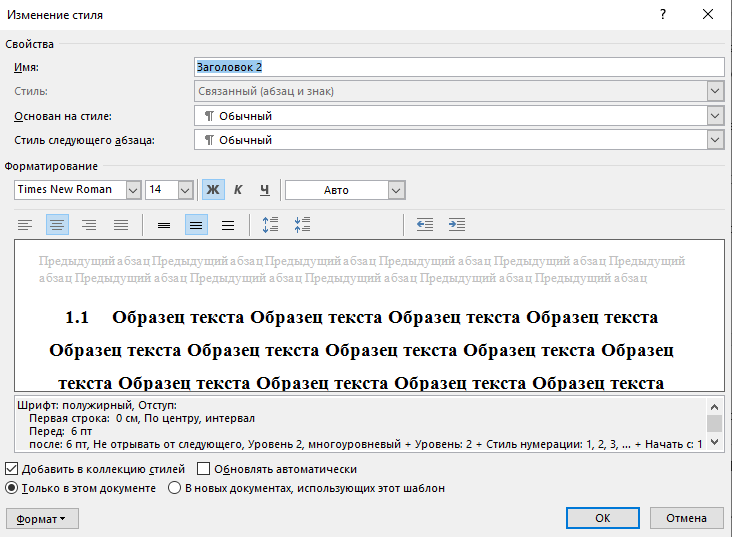 Изменение стиля ?
Свойства
Имя: Заголовок 2
Стиль: Связанный (абзац и знак)
Основан на стиле: ¶ Обычный
Стиль следующего абзаца: ¶ Обычный
Форматирование
Times New Roman 14 Ж К Ч Авто
Предыдущий абзац Предыдущий абзац Предыдущий абзац Предыдущий абзац Предыдущий
абзац Предыдущий абзац Предыдущий абзац Предыдущий абзац Предыдущий абзац
1.1 Образец текста Образец текста Образец текста Образец текста
Образец текста Образец текста Образец текста Образец текста Образец
текста Образец текста Образец текста Образец текста Образец текста
Шрифт: полужирный, Отступ:
Первая строка: 0 см, По центру, интервал
Перед: 6 пт
после: 6 пт, Не отрывать от следующего, Уровень 2, многоуровневый + Уровень: 2 + Стиль нумерации: 1, 2, 3, ... + Начать с: 1
Добавить в коллекцию стилей Обновлять автоматически
Только в этом документе В новых документах, использующих этот шаблон
Формат ОК Отмена